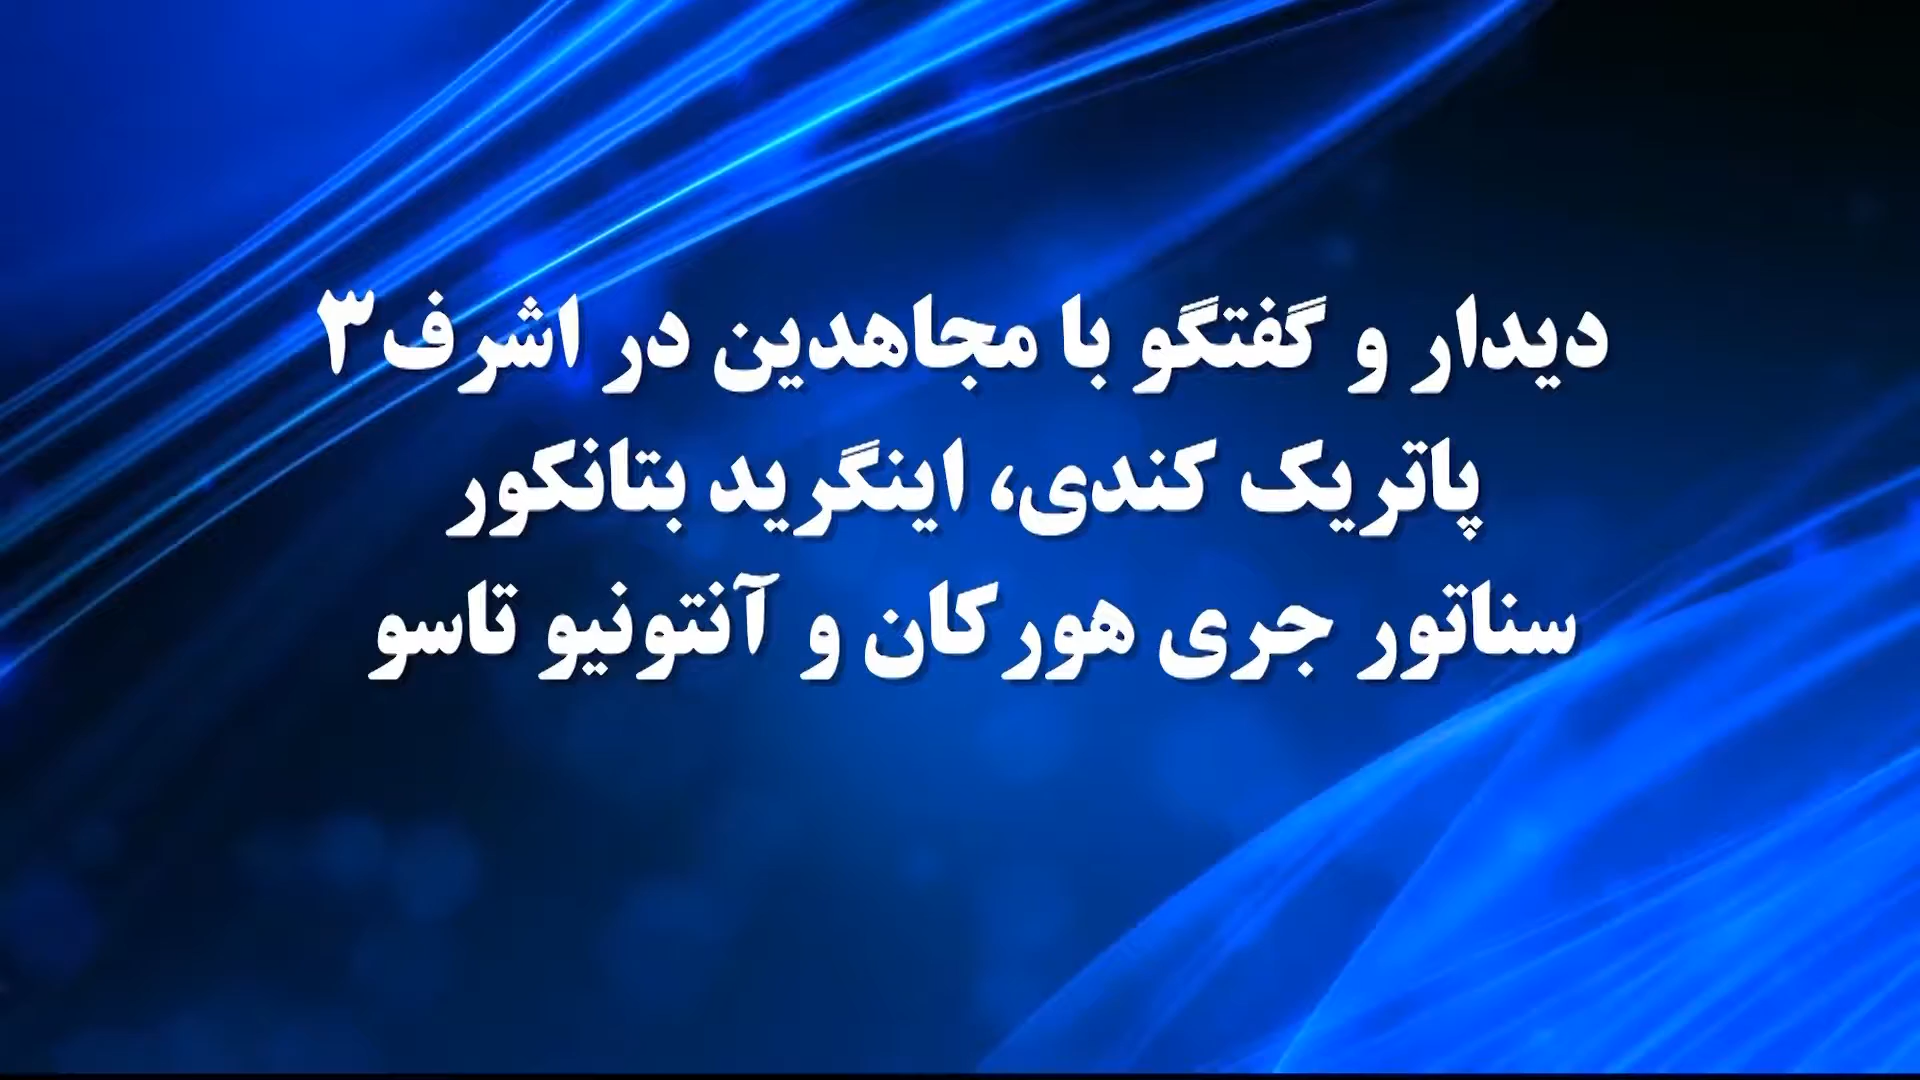 دیدار و گفتگو با مجاهدین در اشرف۳
پاتریک کندی، اینگرید بتانکور
سناتور جری هورکان و آنتونیو تاسو